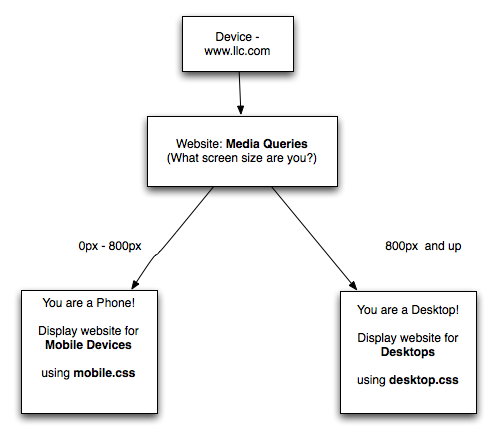 Device -
www.llc.com
Website: Media Queries
(What screen size are you?)
0px - 800px
800px and up
You are a Phone!
Display website for
Mobile Devices
using mobile.css
You are a Desktop!
Display website for
Desktops
using desktop.css